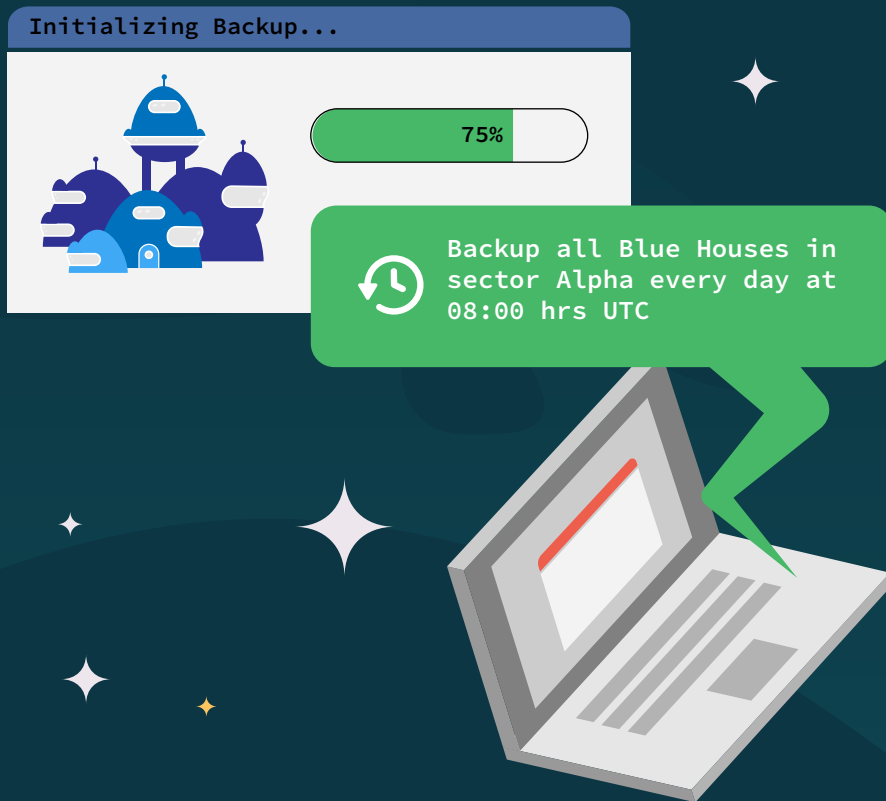 Initializing Backup...
75%
Backup all Blue Houses in
sector Alpha every day at
08:00 hrs UTC